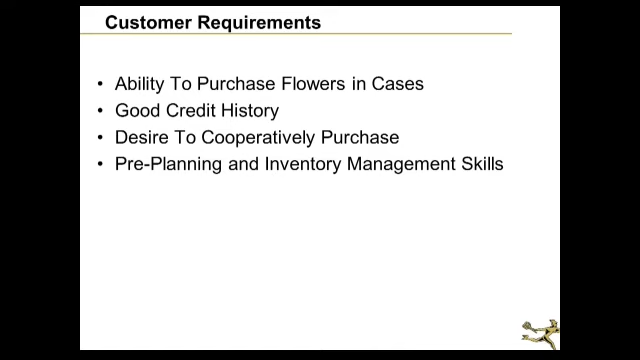 Customer Requirements
• Ability To Purchase Flowers in Cases
• Good Credit History
• Desire To Cooperatively Purchase
• Pre-Planning and Inventory Management Skills